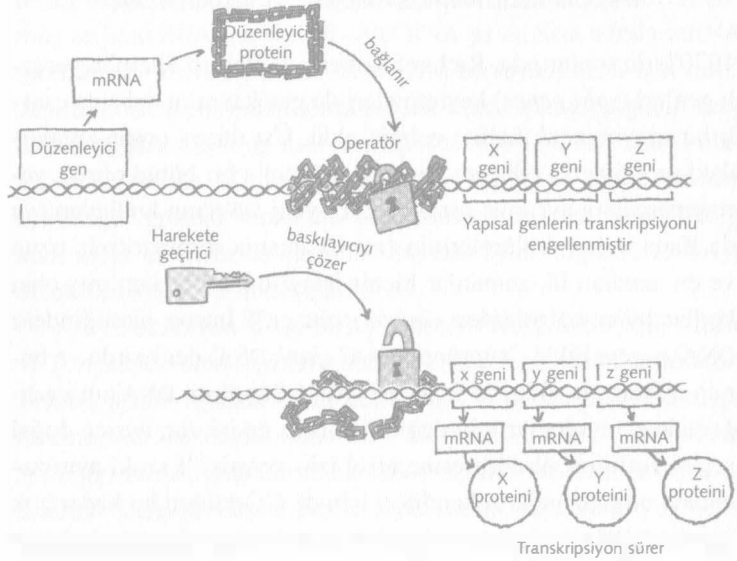 Düzenleyici
protein
bağlanır
mRNA
Düzenleyici
gen
Operatör
X
geni
Y
geni
Z
geni
Yapısal genlerin transkripsiyonu
engellenmiştir
Harekete
geçirici
baskılayıcıyı
çözer
x geni
y geni
z geni
mRNA
mRNA
mRNA
X
proteini
Y
proteini
Z
proteini
Transkripsiyon sürer